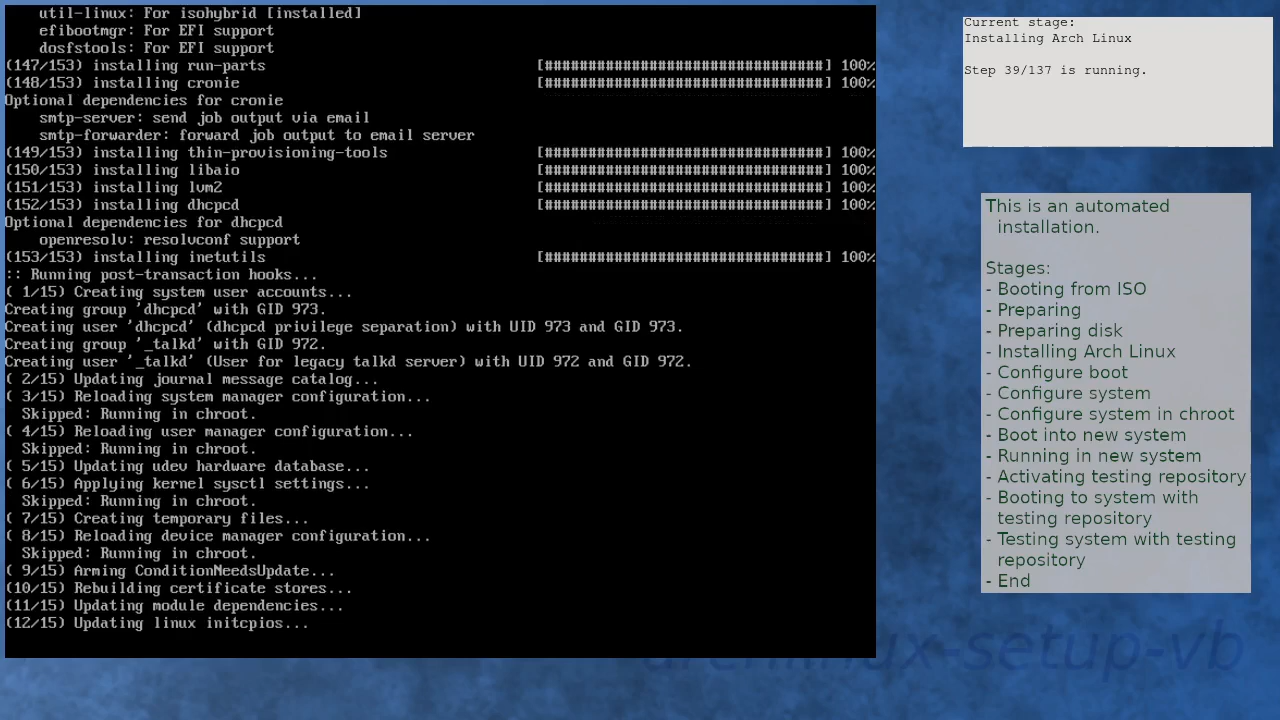 util-linux: For isohybrid [installed]
efibootmgr: For EFI support
dosfstools: For EFI support
(147/153) installing run-parts [################################] 100%
(148/153) installing cronie [################################] 100%
Optional dependencies for cronie
smtp-server: send job output via email
smtp-forwarder: forward job output to email server
(149/153) installing thin-provisioning-tools [################################] 100%
(150/153) installing libaio [################################] 100%
(151/153) installing lvm2 [################################] 100%
(152/153) installing dhcpcd [################################] 100%
Optional dependencies for dhcpcd
openresolv: resolvconf support
(153/153) installing inetutils [################################] 100%
:: Running post-transaction hooks...
( 1/15) Creating system user accounts...
Creating group 'dhcpcd' with GID 973.
Creating user 'dhcpcd' (dhcpcd privilege separation) with UID 973 and GID 973.
Creating group '_talkd' with GID 972.
Creating user '_talkd' (User for legacy talkd server) with UID 972 and GID 972.
( 2/15) Updating journal message catalog...
( 3/15) Reloading system manager configuration...
Skipped: Running in chroot.
( 4/15) Reloading user manager configuration...
Skipped: Running in chroot.
( 5/15) Updating udev hardware database...
( 6/15) Applying kernel sysctl settings...
Skipped: Running in chroot.
( 7/15) Creating temporary files...
( 8/15) Reloading device manager configuration...
Skipped: Running in chroot.
( 9/15) Arming ConditionNeedsUpdate...
(10/15) Rebuilding certificate stores...
(11/15) Updating module dependencies...
(12/15) Updating linux initcpios...
Current stage:
Installing Arch Linux
Step 39/137 is running.
This is an automated
installation.
Stages:
- Booting from ISO
- Preparing
- Preparing disk
- Installing Arch Linux
- Configure boot
- Configure system
- Configure system in chroot
- Boot into new system
- Running in new system
- Activating testing repository
- Booting to system with
testing repository
- Testing system with testing
repository
- End
archlinux-setup-vb